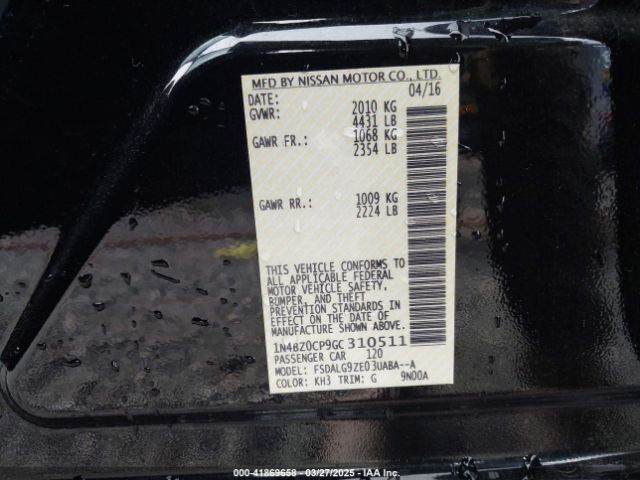 MFD BY NISSAN MOTOR CO., LTD.
DATE: 04/16
GVWR: 2010 KG
4431 LB
GAWR FR.: 1068 KG
2354 LB
GAWR RR.: 1009 KG
2224 LB
THIS VEHICLE CONFORMS TO
ALL APPLICABLE FEDERAL
MOTOR VEHICLE SAFETY,
BUMPER, AND THEFT
PREVENTION STANDARDS IN
EFFECT ON THE DATE OF
MANUFACTURE SHOWN ABOVE.
1N4BZ0CP9GC 310511
PASSENGER CAR 120
MODEL: FSDALG9ZE03UABA--A
COLOR: KH3 TRIM: G 9N00A
000-41869658 - 03/27/2025 - IAA Inc.